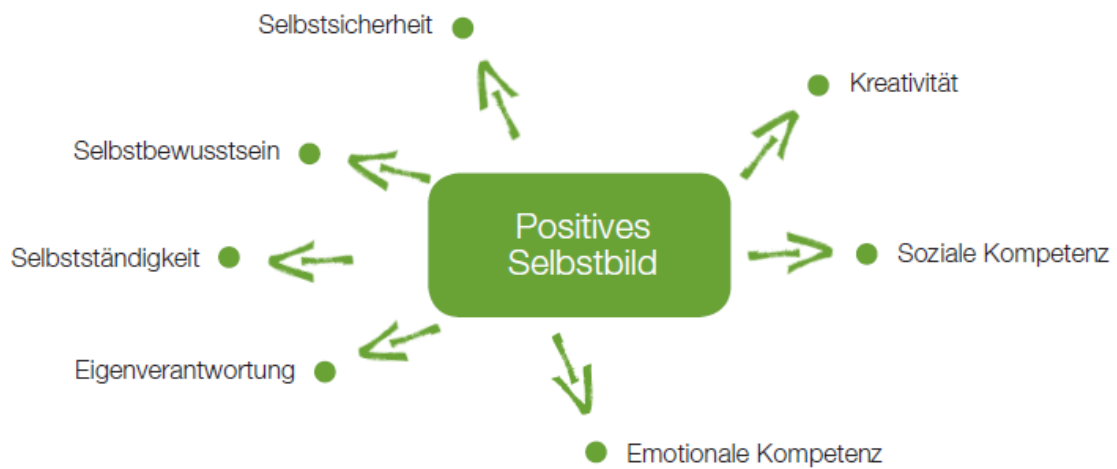 Selbstsicherheit
Kreativität
Selbstbewusstsein
Positives
Selbstbild
Selbstständigkeit
Soziale Kompetenz
Eigenverantwortung
Emotionale Kompetenz